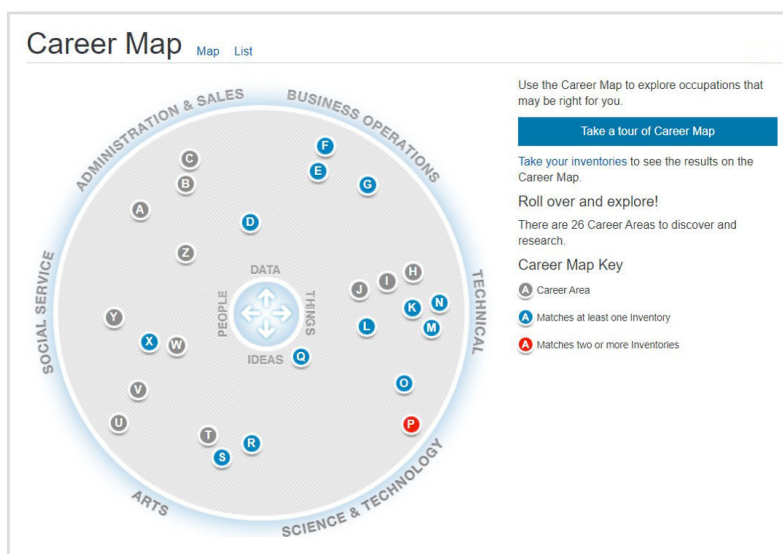 Career Map Map List
Use the Career Map to explore occupations that
may be right for you.
Take a tour of Career Map
Take your inventories to see the results on the
Career Map.
Roll over and explore!
There are 26 Career Areas to discover and
research.
Career Map Key
A Career Area
A Matches at least one Inventory
A Matches two or more Inventories
ADMINISTRATION & SALES
BUSINESS OPERATIONS
TECHNICAL
SCIENCE & TECHNOLOGY
ARTS
SOCIAL SERVICE
DATA
THINGS
IDEAS
PEOPLE
A
B
C
D
E
F
G
H
I
J
K
L
M
N
O
P
Q
R
S
T
U
V
W
X
Y
Z